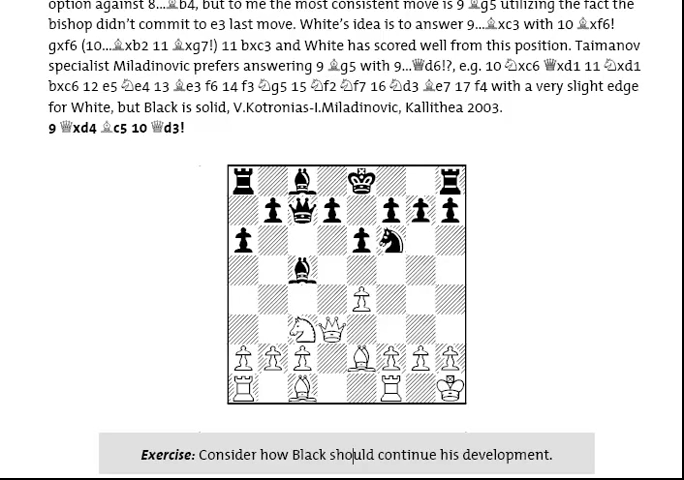 option against 8...♗b4, but to me the most consistent move is 9 ♗g5 utilizing the fact the
bishop didn't commit to e3 last move. White's idea is to answer 9...♗xc3 with 10 ♗xf6!
gxf6 (10...♗xb2 11 ♗xg7!) 11 bxc3 and White has scored well from this position. Taimanov
specialist Miladinovic prefers answering 9 ♗g5 with 9...♕d6!?, e.g. 10 ♘xc6 ♕xd1 11 ♘xd1
bxc6 12 e5 ♘e4 13 ♗e3 f6 14 f3 ♘g5 15 ♘f2 ♘f7 16 ♘d3 ♗e7 17 f4 with a very slight edge
for White, but Black is solid, V.Kotronias-I.Miladinovic, Kallithea 2003.
9 ♕xd4 ♗c5 10 ♕d3!
Exercise: Consider how Black should continue his development.